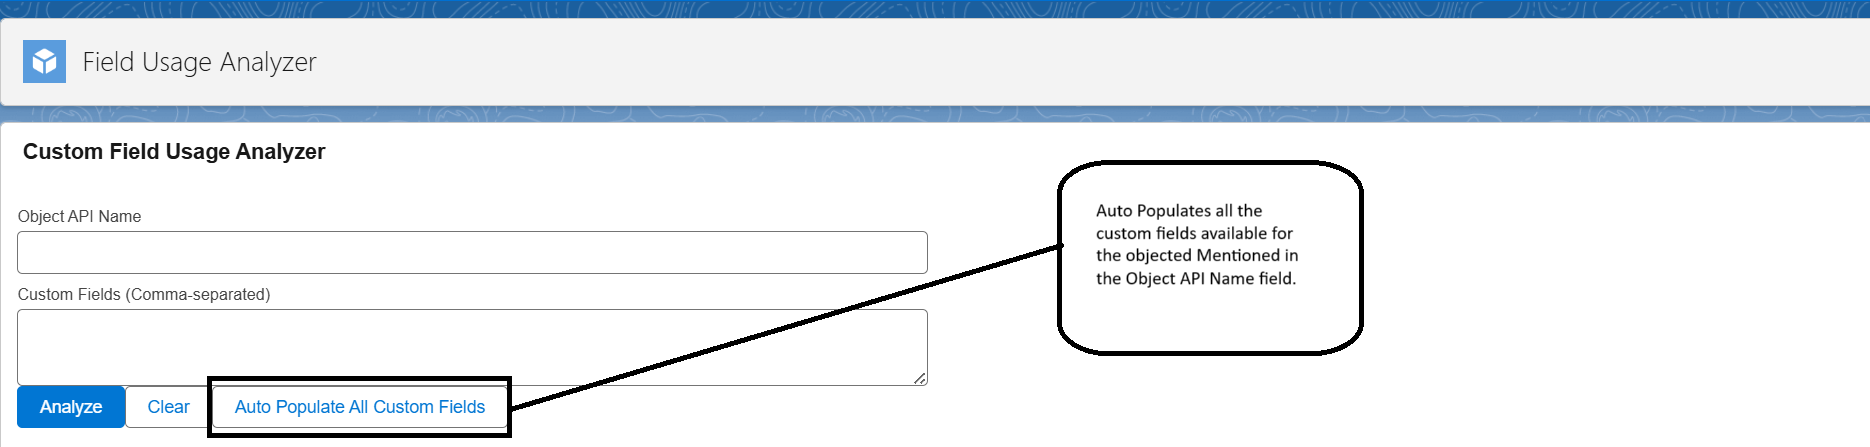 Field Usage Analyzer
Custom Field Usage Analyzer
Object API Name
Custom Fields (Comma-separated)
Analyze
Clear
Auto Populate All Custom Fields
Auto Populates all the
custom fields available for
the objected Mentioned in
the Object API Name field.